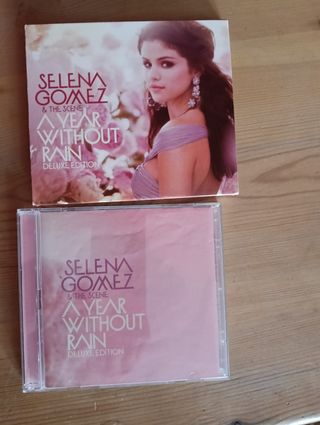 SELENA
GOMEZ
& THE SCENE
A YEAR
WITHOUT
RAIN
DELUXE EDITION
SELENA
GOMEZ
& THE SCENE
A YEAR
WITHOUT
RAIN
DELUXE EDITION